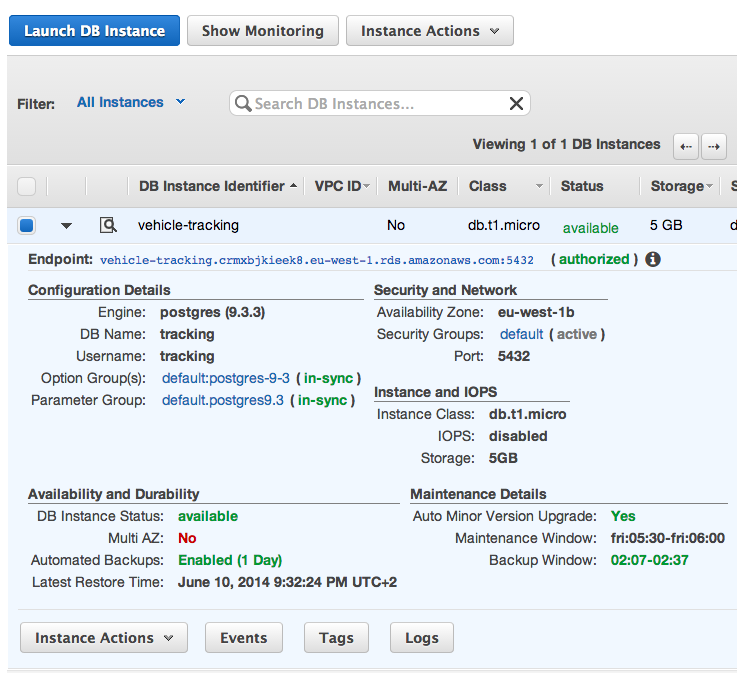 Launch DB Instance Show Monitoring Instance Actions
Filter: All Instances Search DB Instances...
Viewing 1 of 1 DB Instances
DB Instance Identifier VPC ID Multi-AZ Class Status Storage S
vehicle-tracking No db.t1.micro available 5 GB d
Endpoint: vehicle-tracking.crmxbjkieek8.eu-west-1.rds.amazonaws.com:5432 ( authorized )
Configuration Details
Engine: postgres (9.3.3)
DB Name: tracking
Username: tracking
Option Group(s): default:postgres-9-3 ( in-sync )
Parameter Group: default.postgres9.3 ( in-sync )
Security and Network
Availability Zone: eu-west-1b
Security Groups: default ( active )
Port: 5432
Instance and IOPS
Instance Class: db.t1.micro
IOPS: disabled
Storage: 5GB
Availability and Durability
DB Instance Status: available
Multi AZ: No
Automated Backups: Enabled (1 Day)
Latest Restore Time: June 10, 2014 9:32:24 PM UTC+2
Maintenance Details
Auto Minor Version Upgrade: Yes
Maintenance Window: fri:05:30-fri:06:00
Backup Window: 02:07-02:37
Instance Actions Events Tags Logs